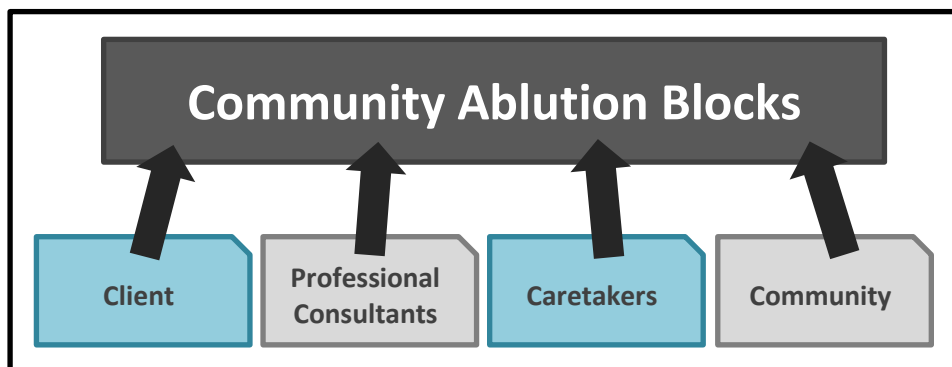 Community Ablution Blocks
Client
Professional
Consultants
Caretakers
Community